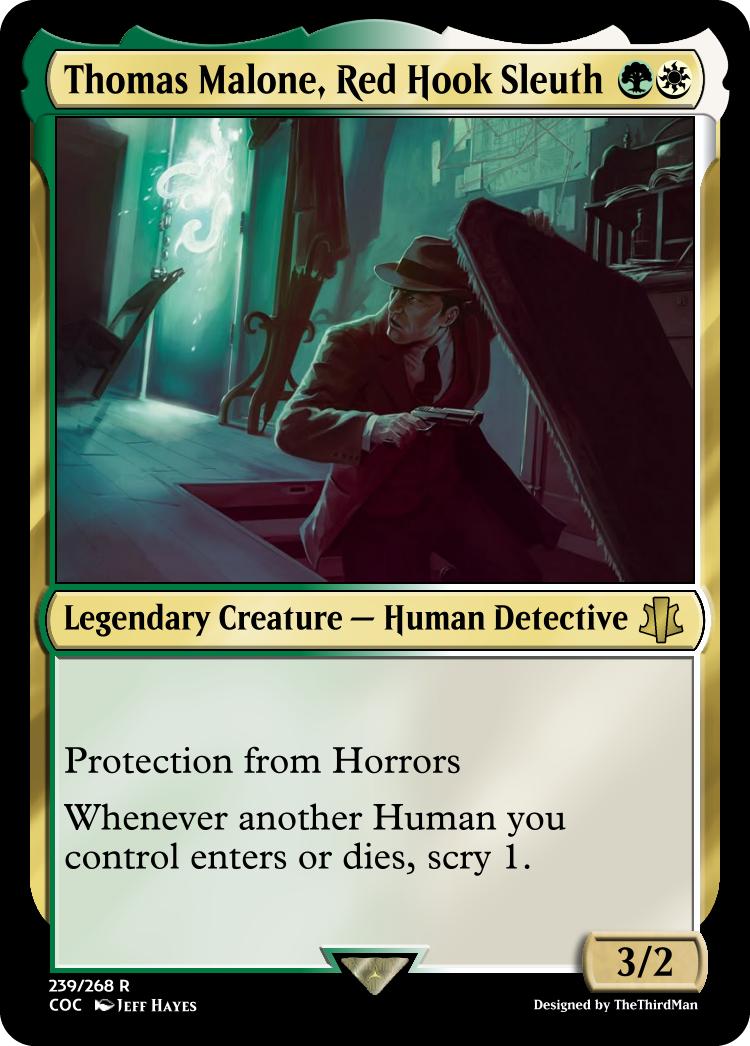 Thomas Malone, Red Hook Sleuth
Legendary Creature — Human Detective
Protection from Horrors
Whenever another Human you
control enters or dies, scry 1.
3/2
239/268 R
COC Jeff Hayes
Designed by TheThirdMan